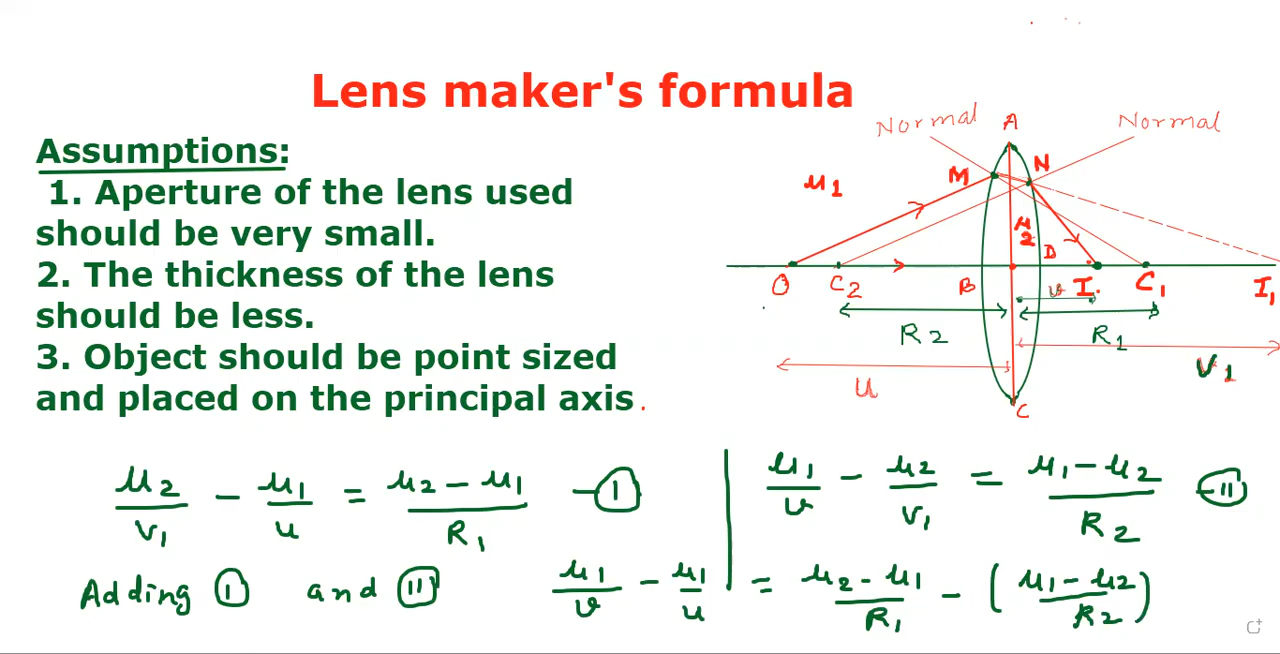 Lens maker's formula
Assumptions:
1. Aperture of the lens used
should be very small.
2. The thickness of the lens
should be less.
3. Object should be point sized
and placed on the principal axis.
Normal A Normal
M N
μ1
μ2
D
O C2 B I. C1 I1
v
R2 R1
u V1
C
μ2/v1 - μ1/u = μ2 - μ1/R1 - I
μ1/v - μ2/v1 = μ1 - μ2/R2 - II
Adding I and II μ1/v - μ1/u = μ2 - μ1/R1 - (μ1 - μ2/R2)